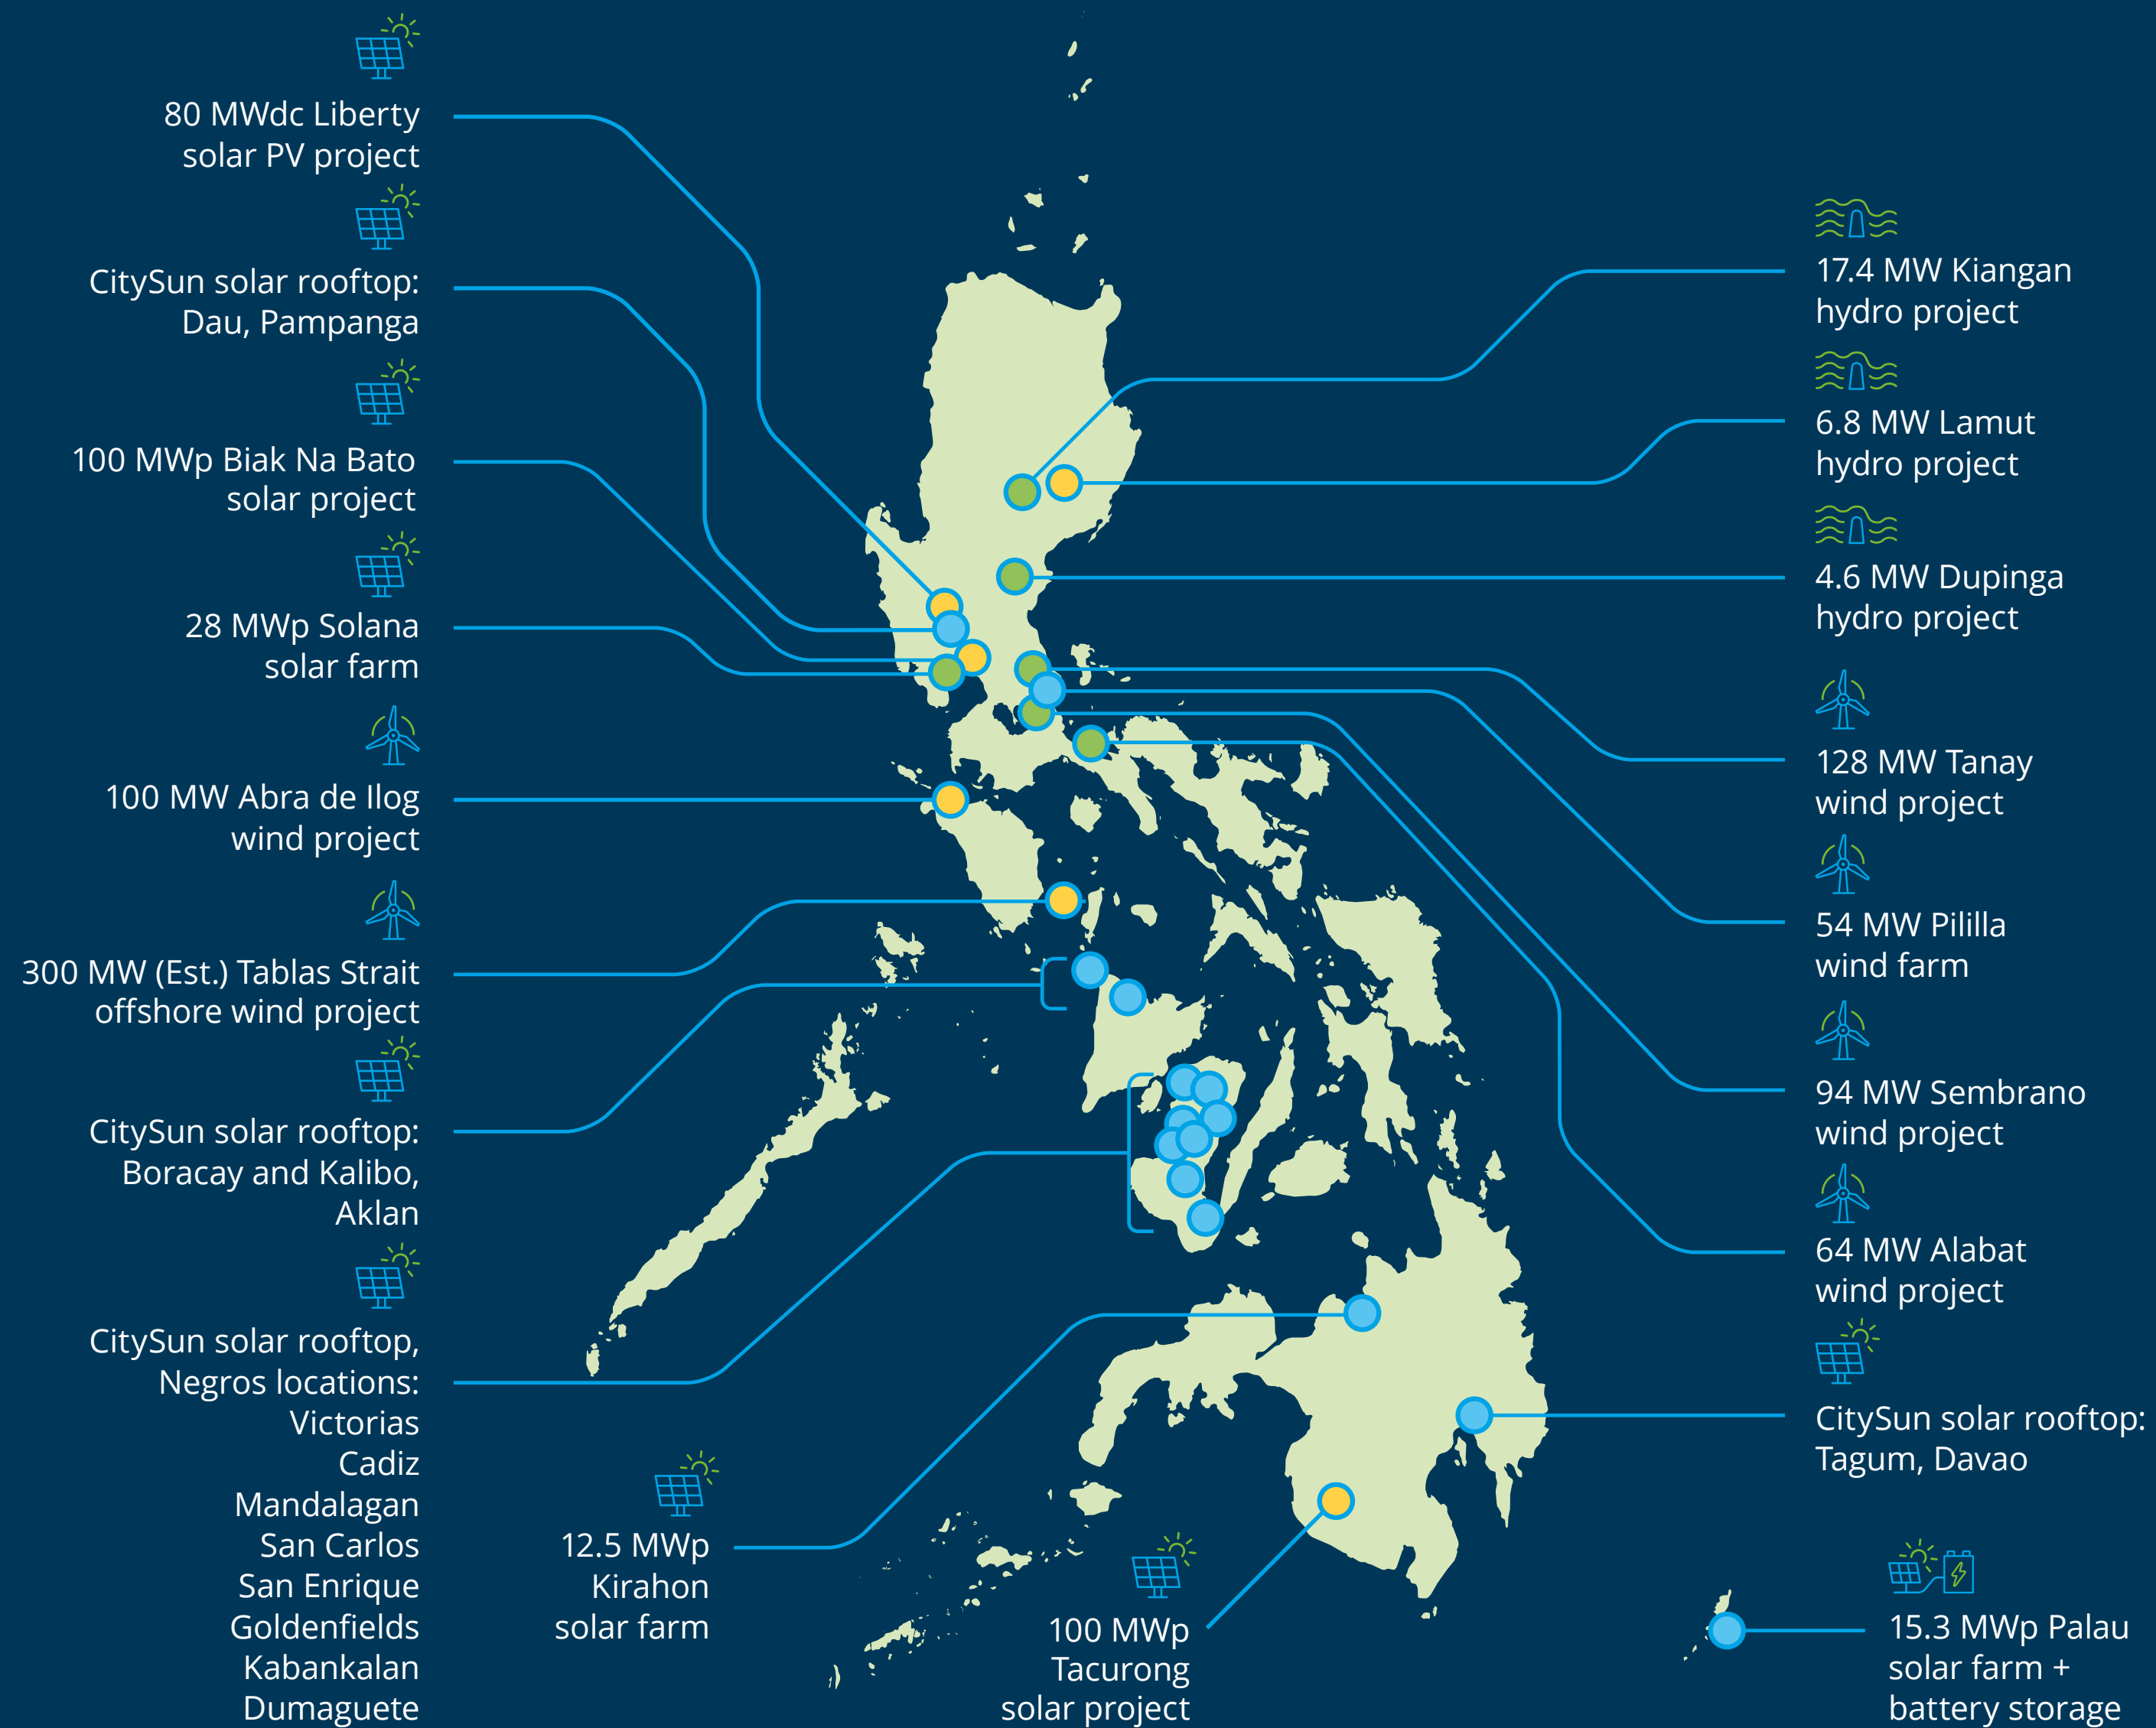 80 MWdc Liberty
solar PV project
CitySun solar rooftop:
Dau, Pampanga
100 MWp Biak Na Bato
solar project
28 MWp Solana
solar farm
100 MW Abra de Ilog
wind project
300 MW (Est.) Tablas Strait
offshore wind project
CitySun solar rooftop:
Boracay and Kalibo,
Aklan
CitySun solar rooftop,
Negros locations:
Victorias
Cadiz
Mandalagan
San Carlos
San Enrique
Goldenfields
Kabankalan
Dumaguete
12.5 MWp
Kirahon
solar farm
100 MWp
Tacurong
solar project
17.4 MW Kiangan
hydro project
6.8 MW Lamut
hydro project
4.6 MW Dupinga
hydro project
128 MW Tanay
wind project
54 MW Pililla
wind farm
94 MW Sembrano
wind project
64 MW Alabat
wind project
CitySun solar rooftop:
Tagum, Davao
15.3 MWp Palau
solar farm +
battery storage